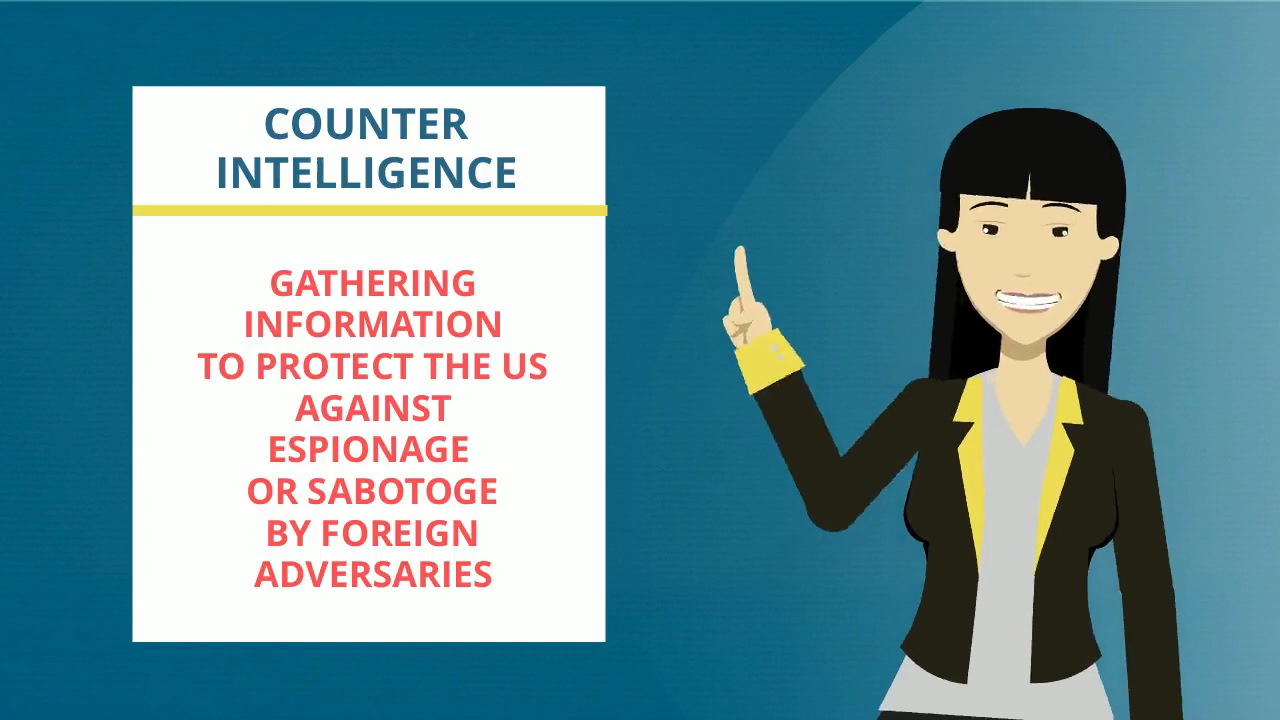 COUNTER
INTELLIGENCE
GATHERING
INFORMATION
TO PROTECT THE US
AGAINST
ESPIONAGE
OR SABOTOGE
BY FOREIGN
ADVERSARIES